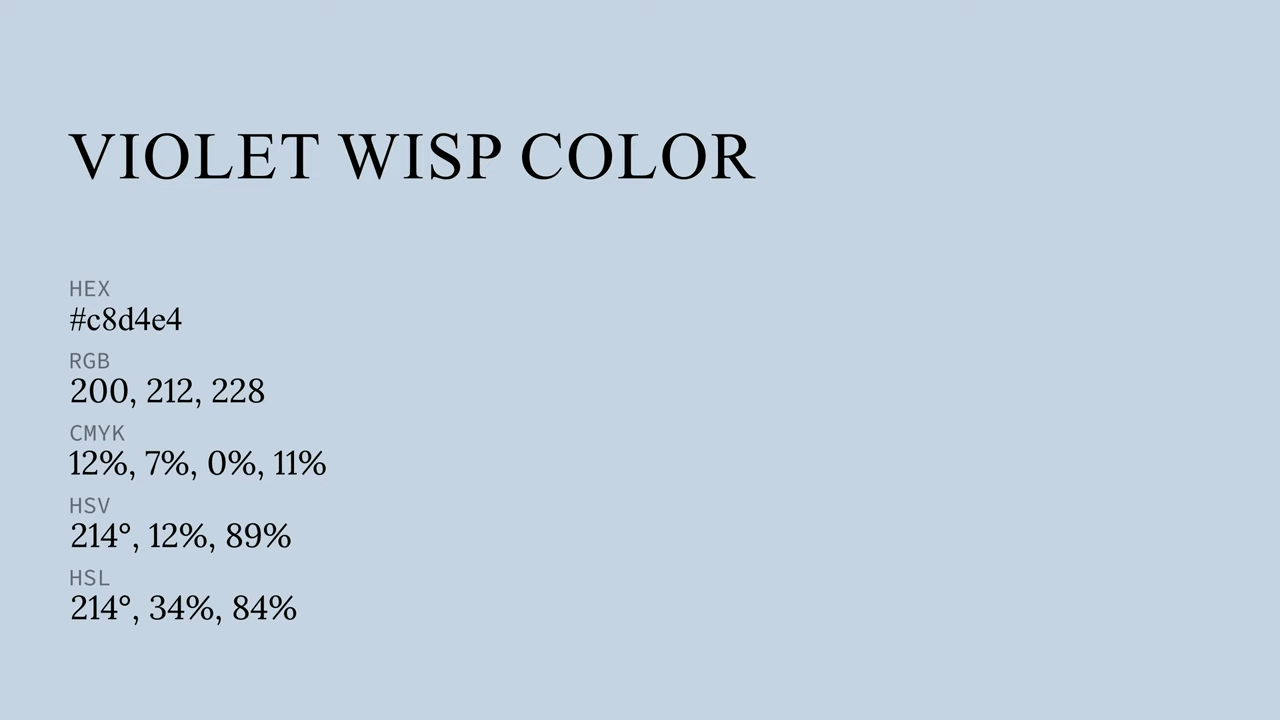 VIOLET WISP COLOR
HEX
#c8d4e4
RGB
200, 212, 228
CMYK
12%, 7%, 0%, 11%
HSV
214°, 12%, 89%
HSL
214°, 34%, 84%